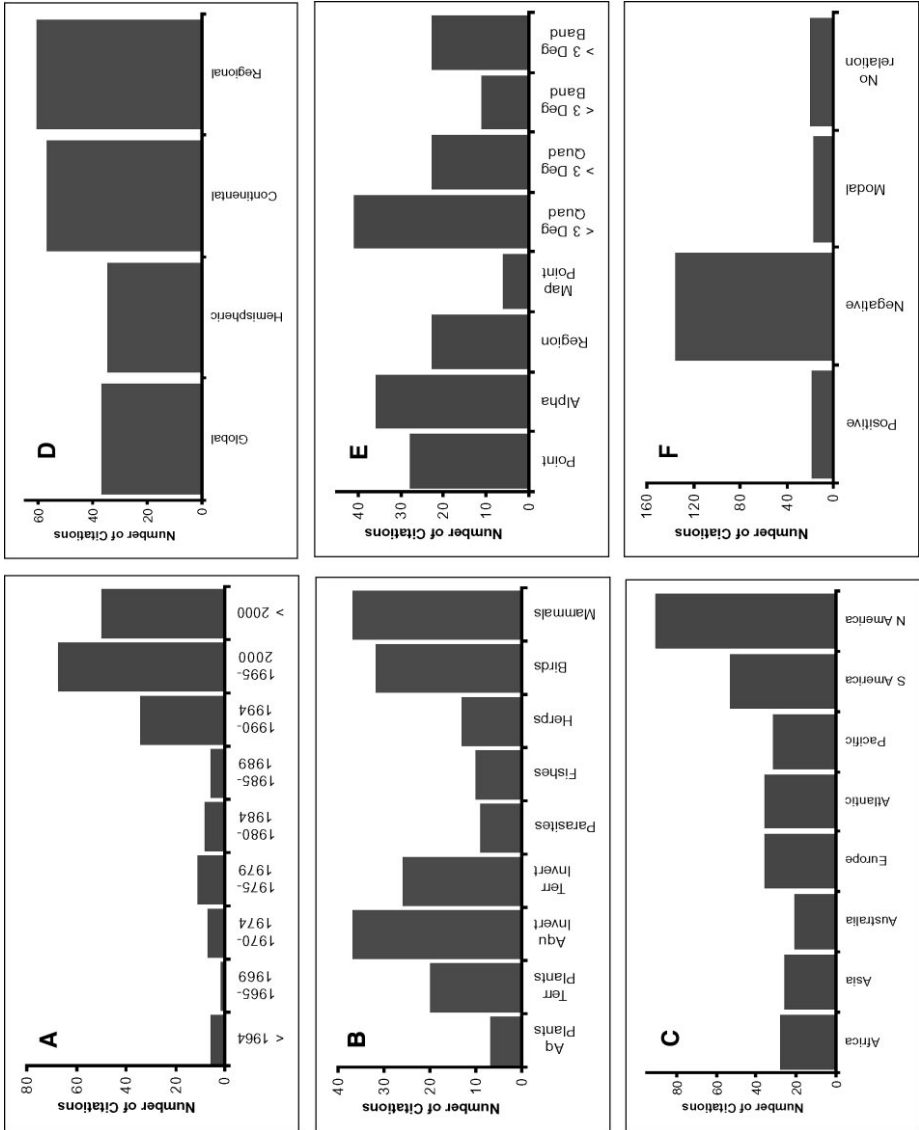 A
Number of Citations
80
60
40
20
0
< 1964
1965-
1969
1970-
1974
1975-
1979
1980-
1984
1985-
1989
1990-
1994
1995-
2000
> 2000
B
Number of Citations
40
30
20
10
0
Aq
Plants
Terr
Plants
Aqu
Invert
Terr
Invert
Parasites
Fishes
Herps
Birds
Mammals
C
Number of Citations
80
60
40
20
0
Africa
Asia
Australia
Europe
Atlantic
Pacific
S America
N America
D
Number of Citations
60
40
20
0
Global
Hemispheric
Continental
Regional
E
Number of Citations
40
30
20
10
0
Point
Alpha
Region
Point
Map
< 3 Deg
Quad
> 3 Deg
Quad
< 3 Deg
Band
> 3 Deg
Band
F
Number of Citations
160
120
80
40
0
Positive
Negative
Modal
No
relation